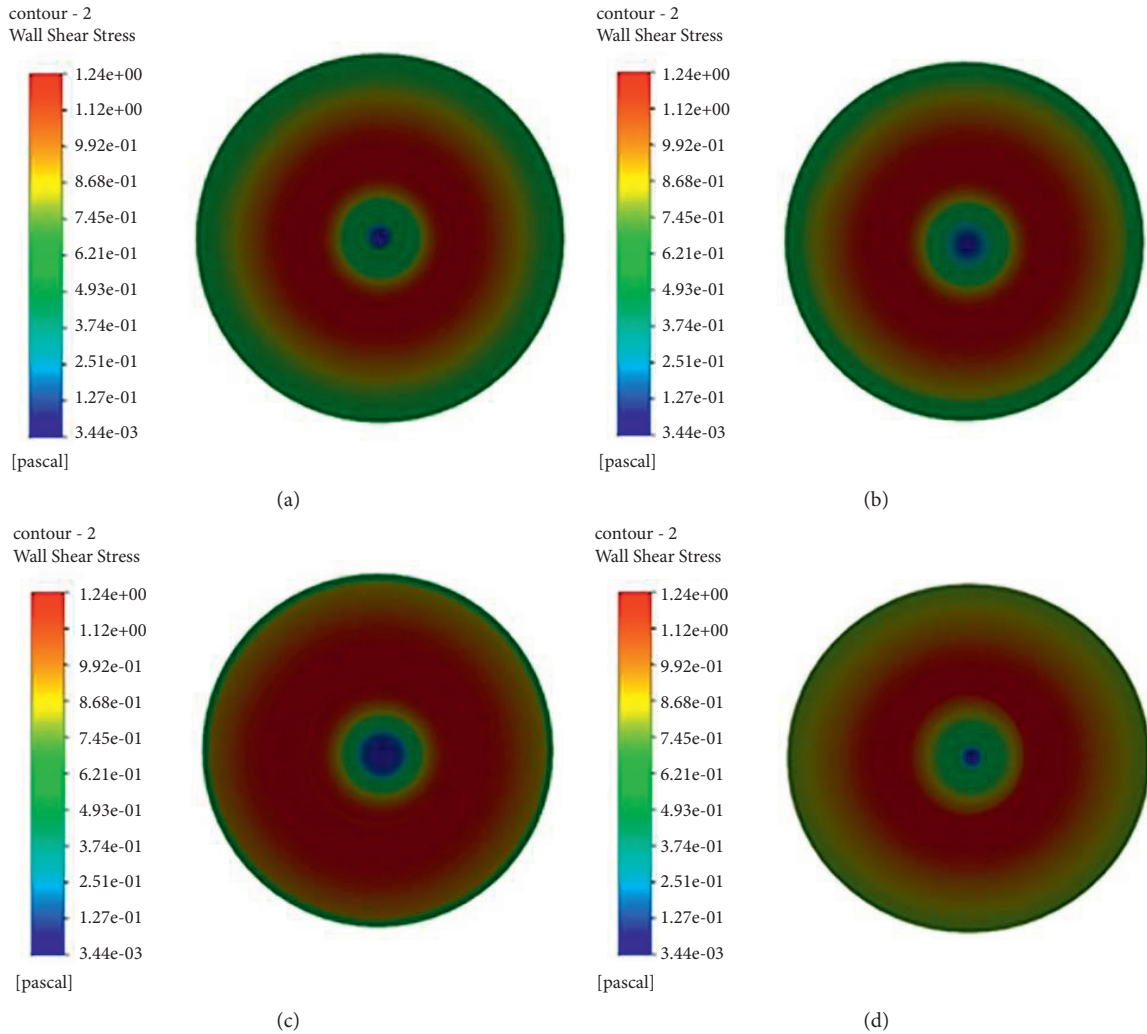 contour - 2
Wall Shear Stress
1.24e+00
1.12e+00
9.92e-01
8.68e-01
7.45e-01
6.21e-01
4.93e-01
3.74e-01
2.51e-01
1.27e-01
3.44e-03
[pascal]
(a)
contour - 2
Wall Shear Stress
1.24e+00
1.12e+00
9.92e-01
8.68e-01
7.45e-01
6.21e-01
4.93e-01
3.74e-01
2.51e-01
1.27e-01
3.44e-03
[pascal]
(b)
contour - 2
Wall Shear Stress
1.24e+00
1.12e+00
9.92e-01
8.68e-01
7.45e-01
6.21e-01
4.93e-01
3.74e-01
2.51e-01
1.27e-01
3.44e-03
[pascal]
(c)
contour - 2
Wall Shear Stress
1.24e+00
1.12e+00
9.92e-01
8.68e-01
7.45e-01
6.21e-01
4.93e-01
3.74e-01
2.51e-01
1.27e-01
3.44e-03
[pascal]
(d)